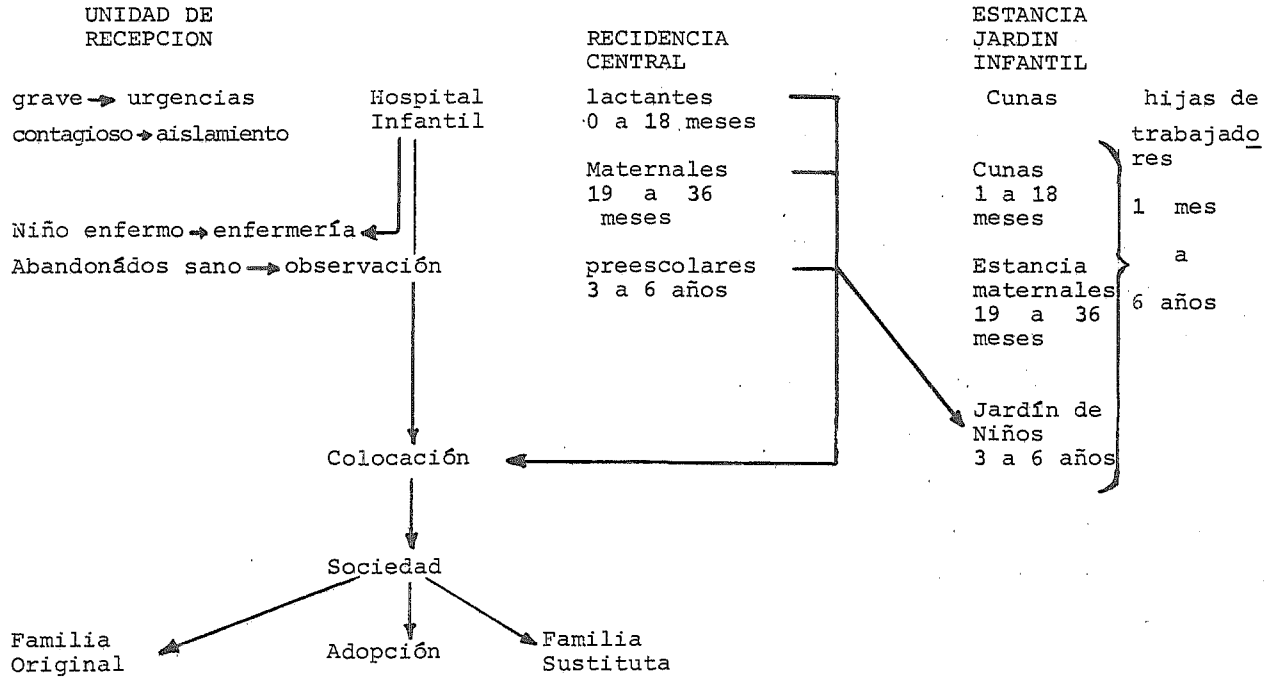 UNIDAD DE
RECEPCION
grave → urgencias
contagioso → aislamiento
Hospital
Infantil
Niño enfermo → enfermería
Abandonádos sano → observación
RECIDENCIA
CENTRAL
lactantes
0 a 18 meses
Maternales
19 a 36
meses
preescolares
3 a 6 años
ESTANCIA
JARDIN
INFANTIL
Cunas
Cunas
1 a 18
meses
Estancia
maternales
19 a 36
meses
Jardín de
Niños
3 a 6 años
hijas de
trabajado
res
1 mes
a
6 años
Colocación
Sociedad
Familia
Original
Adopción
Familia
Sustituta